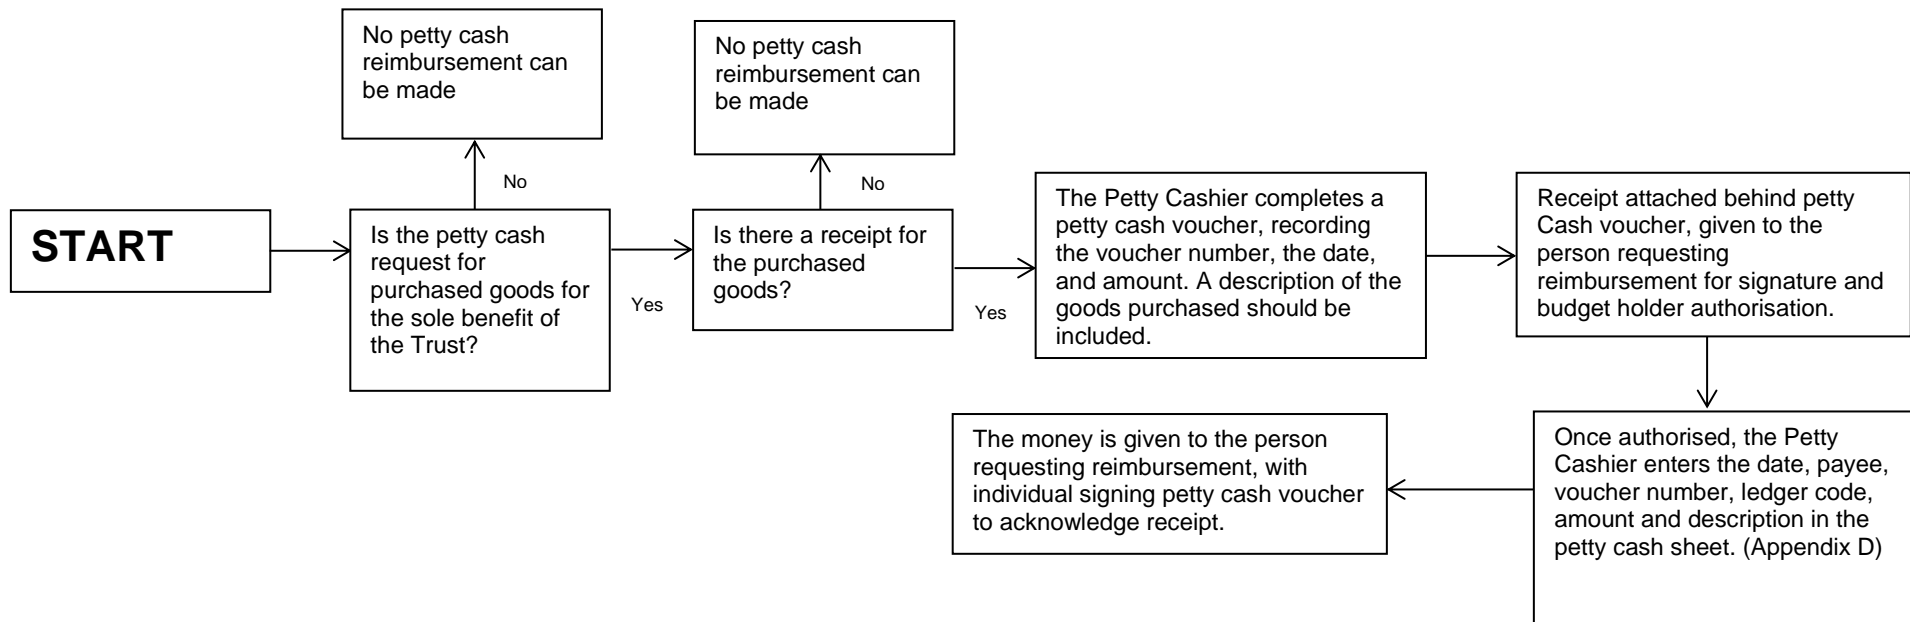 No petty cash
reimbursement can
be made
No petty cash
reimbursement can
be made
No
No
START
Is the petty cash
request for
purchased goods for
the sole benefit of
the Trust?
Yes
Is there a receipt for
the purchased
goods?
Yes
The Petty Cashier completes a
petty cash voucher, recording
the voucher number, the date,
and amount. A description of the
goods purchased should be
included.
Receipt attached behind petty
Cash voucher, given to the
person requesting
reimbursement for signature and
budget holder authorisation.
Once authorised, the Petty
Cashier enters the date, payee,
voucher number, ledger code,
amount and description in the
petty cash sheet. (Appendix D)
The money is given to the person
requesting reimbursement, with
individual signing petty cash voucher
to acknowledge receipt.